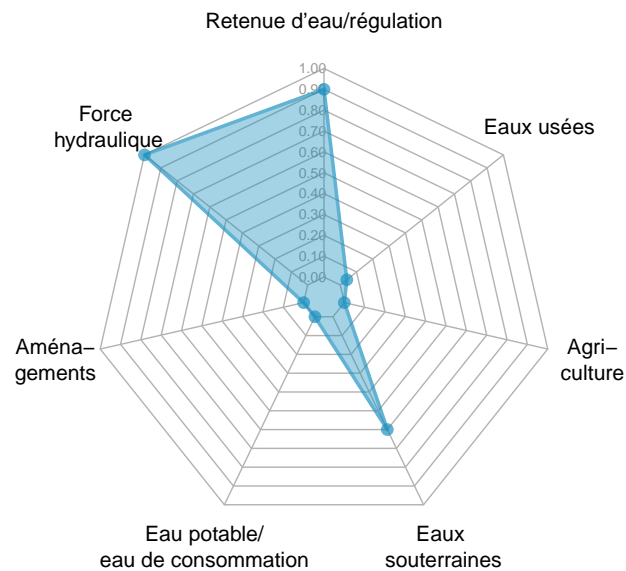 Retenue d'eau/régulation
1.00
0.90
0.80
0.70
0.60
0.50
0.40
0.30
0.20
0.10
0.00
Force
hydraulique
Eaux usées
Aména–
gements
Agri–
culture
Eau potable/
eau de consommation
Eaux
souterraines